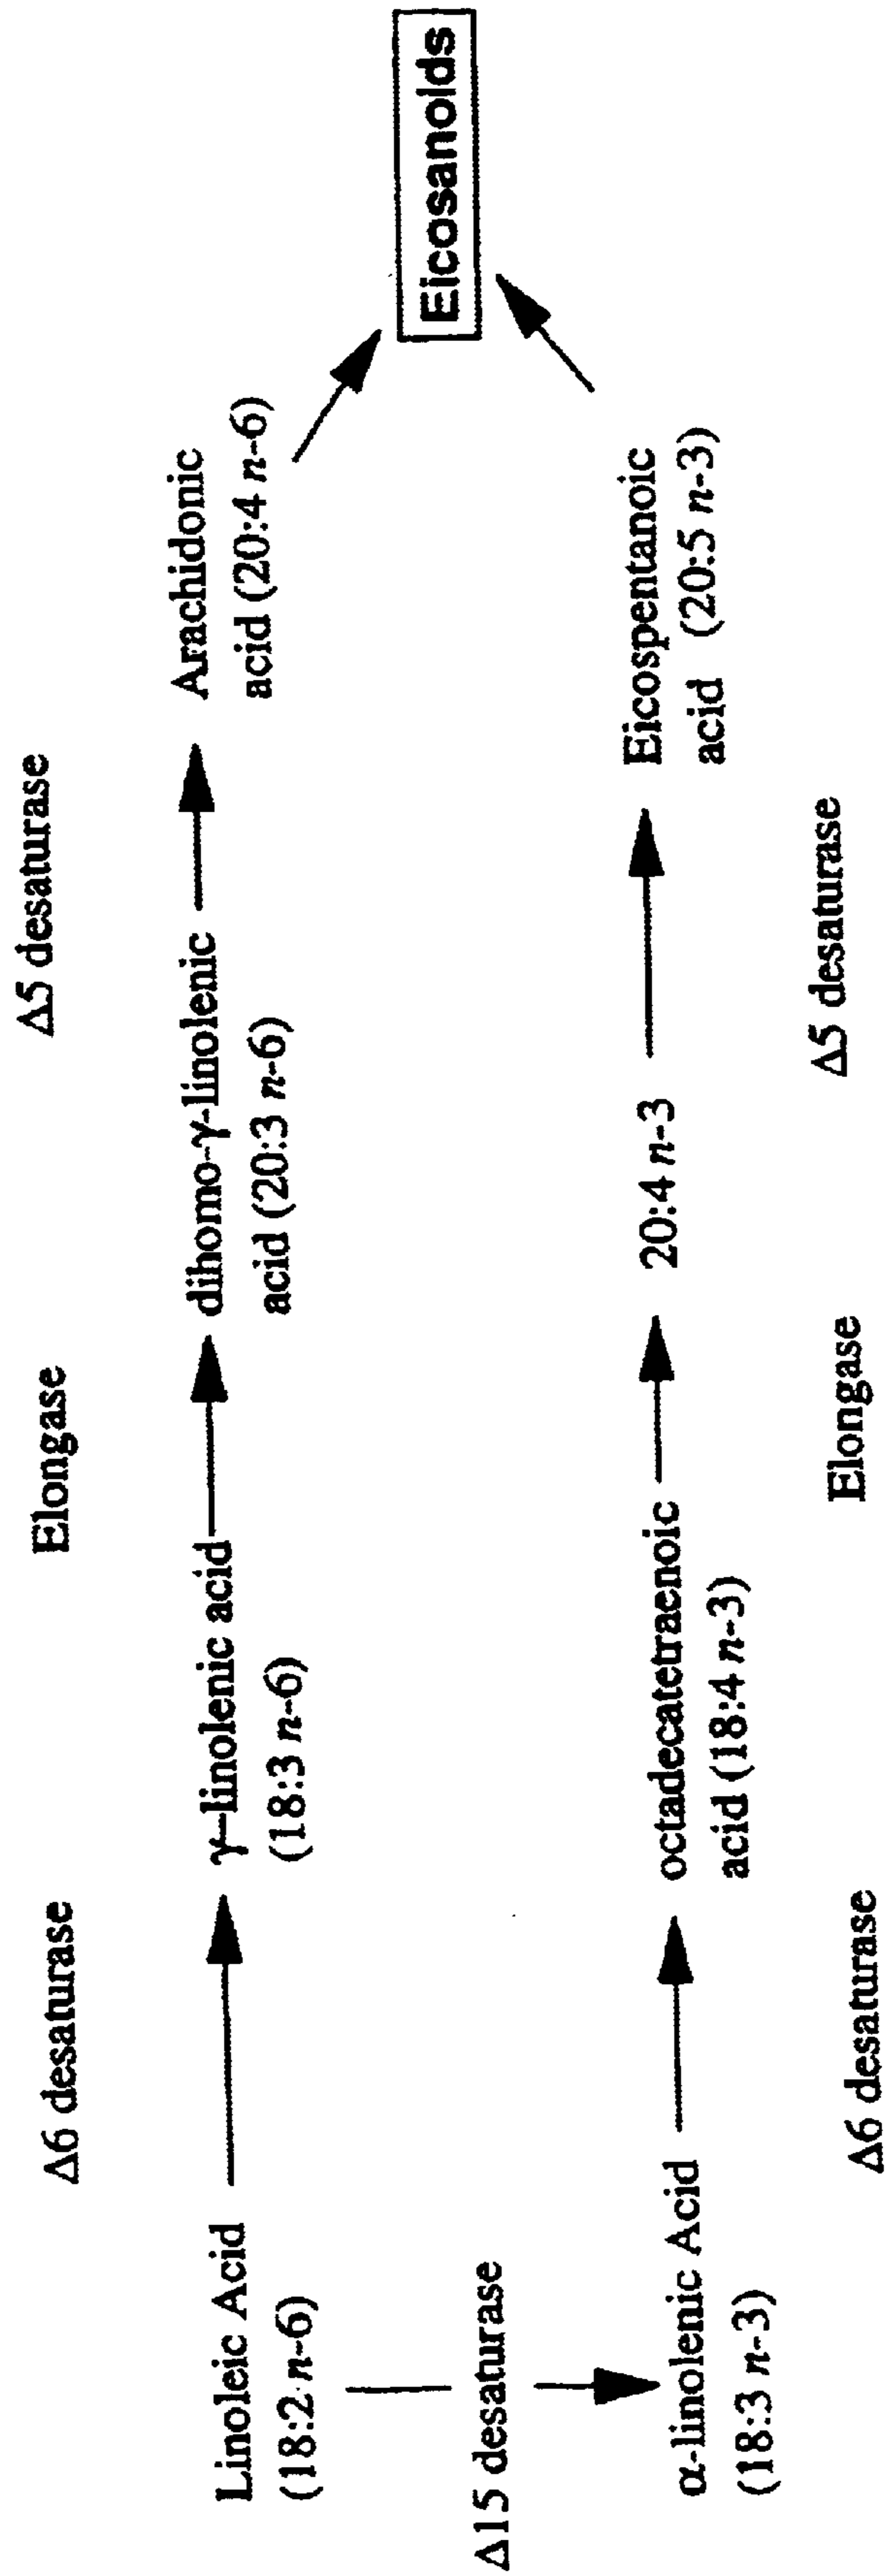 Δ6 desaturase
Elongase
Δ5 desaturase
Linoleic Acid
(18:2 n-6)
γ-linolenic acid
(18:3 n-6)
dihomo-γ-linolenic
acid (20:3 n-6)
Arachidonic
acid (20:4 n-6)
Δ15 desaturase
Eicosanoids
α-linolenic Acid
(18:3 n-3)
octadecatetraenoic
acid (18:4 n-3)
20:4 n-3
Eicospentanoic
acid (20:5 n-3)
Δ6 desaturase
Elongase
Δ5 desaturase